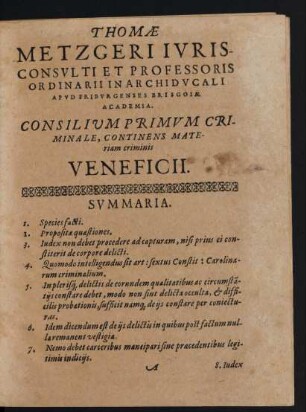 THOMÆ
METZGERI IVRIS-
CONSVLTI ET PROFESSORIS
ORDINARII IN ARCHIDVCALI
APVD FRIBVRGENSES BRISGOIÆ
ACADEMIA.
CONSILIVM PRIMVM CRI-
MINALE, CONTINENS MATE-
riam criminis
VENEFICII.
SVMMARIA.
1. Species facti.
2. Propositæ quæstiones.
3. Iudex non debet procedere ad capturam, nisi prius ei con-
stiterit de corpore delicti.
4. Quomodo intelligendus sit art: sextus Constit: Carolina-
rum criminalium.
5. In plerisq́, delictis de eorundem qualitatibus ac circumstã-
tijs constare debet, modo non sint delicta occulta, & diffi-
cilis probationis, sufficit namq, de ijs constare per coniectu-
ras.
6. Idem dicendum est de ijs delictis in quibus post factum nul-
la remanent vestigia.
7. Nemo debet carceribus mancipari sine præcedentibus legi-
timis indicijs.
A 8. Iudex